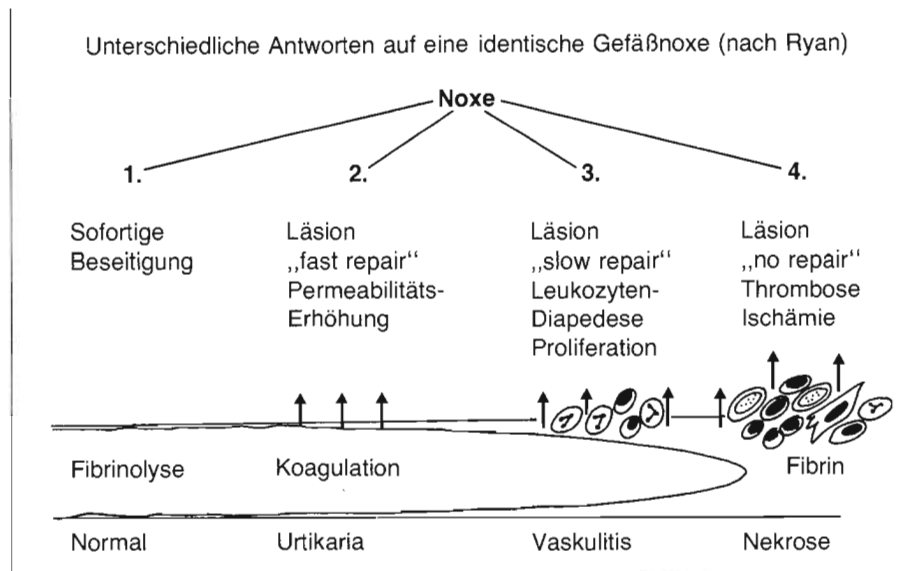 Unterschiedliche Antworten auf eine identische Gefäßnoxe (nach Ryan)
Noxe
1.
2.
3.
4.
Sofortige
Beseitigung
Läsion
„fast repair“
Permeabilitäts-
Erhöhung
Läsion
„slow repair“
Leukozyten-
Diapedese
Proliferation
Läsion
„no repair“
Thrombose
Ischämie
Fibrinolyse
Koagulation
Fibrin
Normal
Urtikaria
Vaskulitis
Nekrose